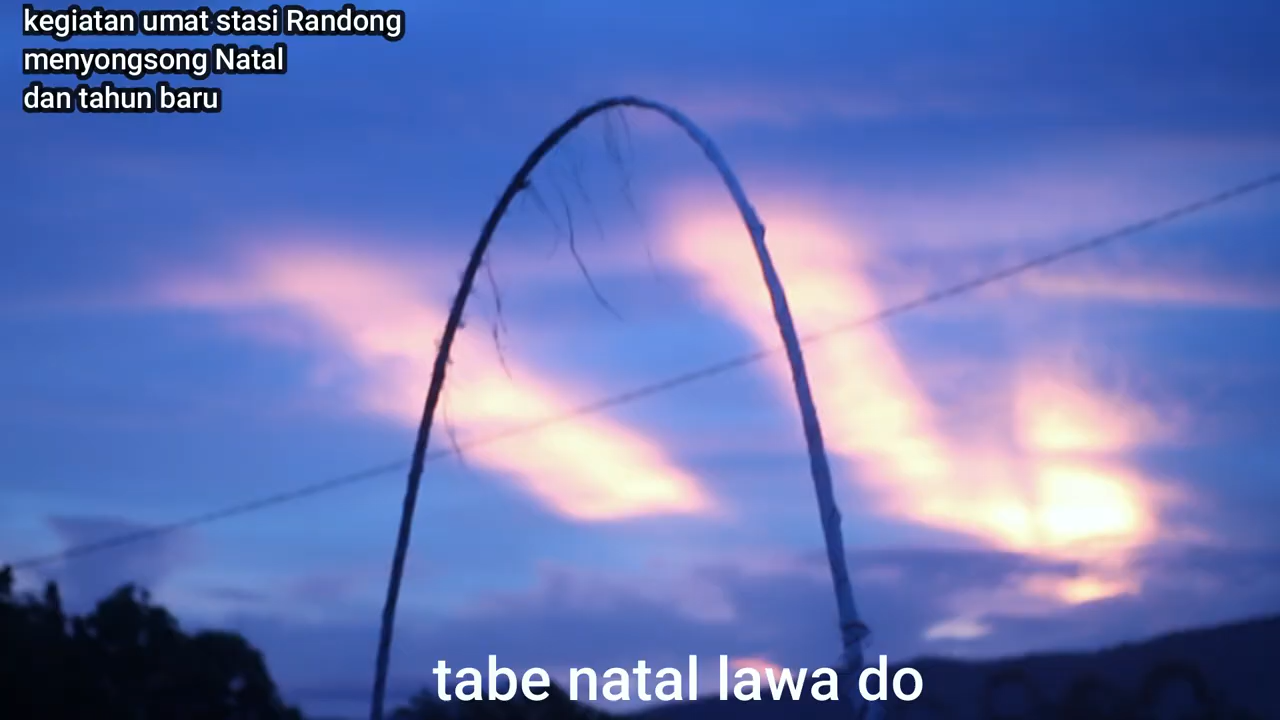 kegiatan umat stasi Randong
menyongsong Natal
dan tahun baru
tabe natal lawa do